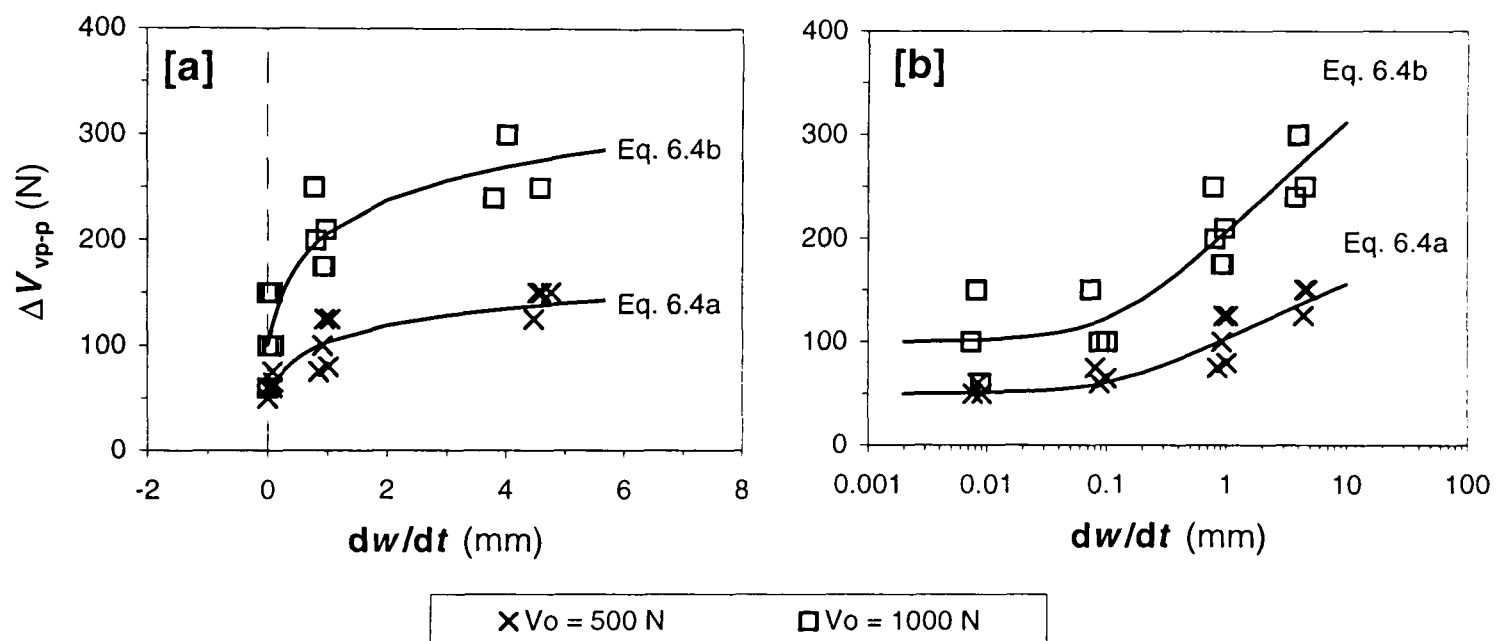 [a]
400
300
200
100
0
-2 0 2 4 6 8
ΔVvp-p (N)
dw/dt (mm)
Eq. 6.4b
Eq. 6.4a
[b]
400
300
200
100
0
0.001 0.01 0.1 1 10 100
dw/dt (mm)
Eq. 6.4b
Eq. 6.4a
Vo = 500 N Vo = 1000 N